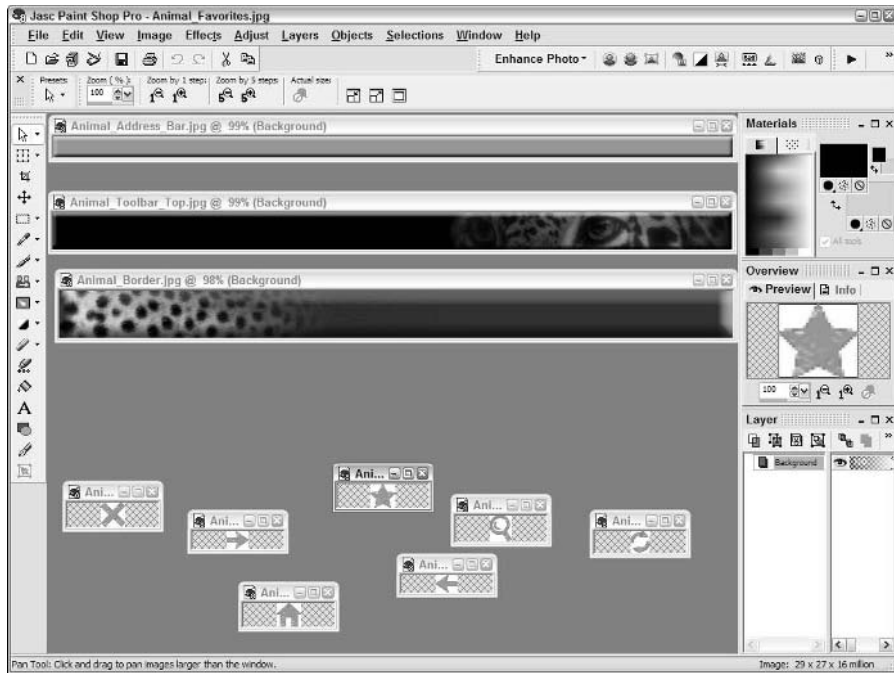 Jasc Paint Shop Pro - Animal_Favorites.jpg
File Edit View Image Effects Adjust Layers Objects Selections Window Help
Enhance Photo
Presets: Zoom (%): Zoom by 1 step: Zoom by 5 steps: Actual size:
100
Animal_Address_Bar.jpg @ 99% (Background)
Materials
Animal_Toolbar_Top.jpg @ 99% (Background)
All tools
Overview
Animal_Border.jpg @ 98% (Background)
Preview Info
100
Layer
Background
Ani...
Ani...
Ani...
Ani...
Ani...
Ani...
Ani...
Pan Tool: Click and drag to pan images larger than the window.
Image: 29 x 27 x 16 million